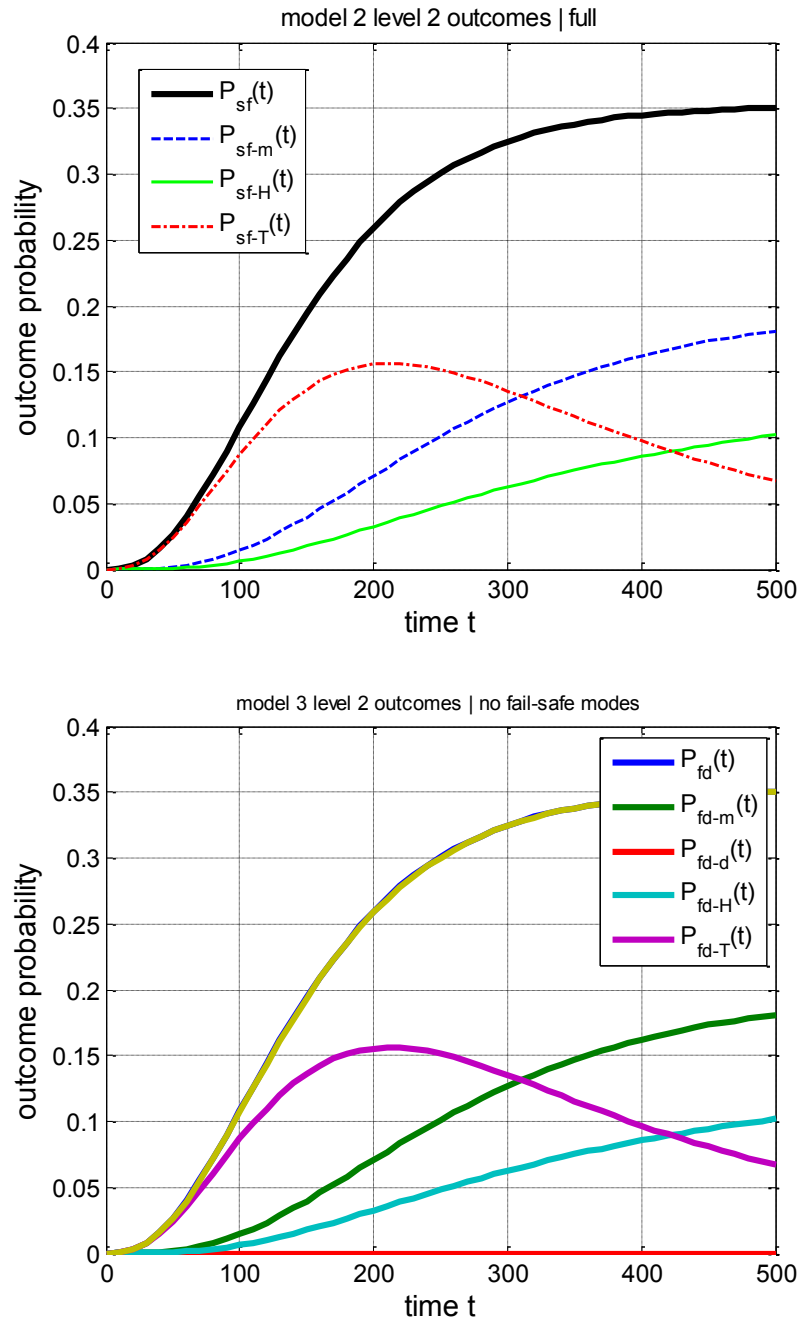 model 2 level 2 outcomes | full
0.4
0.35
0.3
0.25
0.2
0.15
0.1
0.05
0
outcome probability
P_sf(t)
P_sf-m(t)
P_sf-H(t)
P_sf-T(t)
0 100 200 300 400 500
time t
model 3 level 2 outcomes | no fail-safe modes
0.4
0.35
0.3
0.25
0.2
0.15
0.1
0.05
0
outcome probability
P_fd(t)
P_fd-m(t)
P_fd-d(t)
P_fd-H(t)
P_fd-T(t)
0 100 200 300 400 500
time t